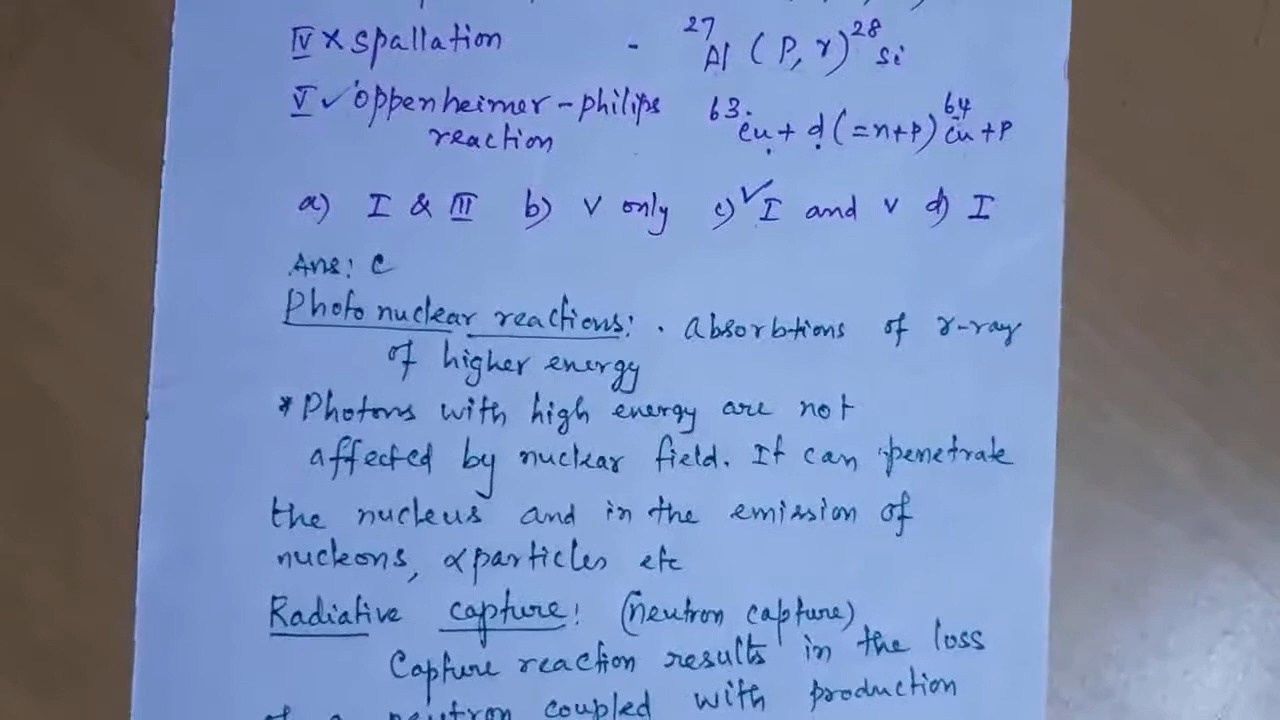 IV x spallation - 27Al (P, γ) 28Si
V ✓ oppenheimer-philips 63Cu + d (=n+P) 64Cu + P
reaction
a) I & III b) V only c) ✓ I and V d) I
Ans: C
Photo nuclear reactions: . Absorbtions of γ-ray
of higher energy
* Photons with high energy are not
affected by nuclear field. It can penetrate
the nucleus and in the emission of
nucleons, α particles etc
Radiative capture: (neutron capture)
Capture reaction results in the loss
of a neutron coupled with production